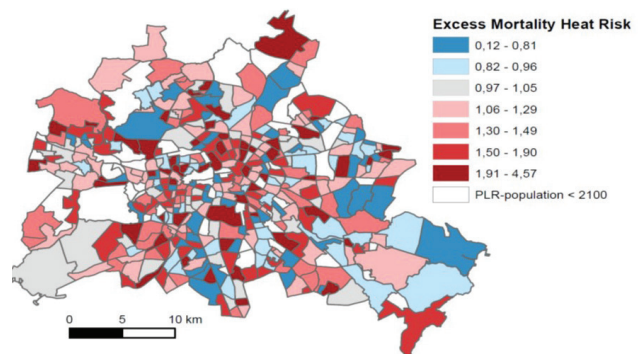 Excess Mortality Heat Risk
0,12 - 0,81
0,82 - 0,96
0,97 - 1,05
1,06 - 1,29
1,30 - 1,49
1,50 - 1,90
1,91 - 4,57
PLR-population < 2100
0 5 10 km